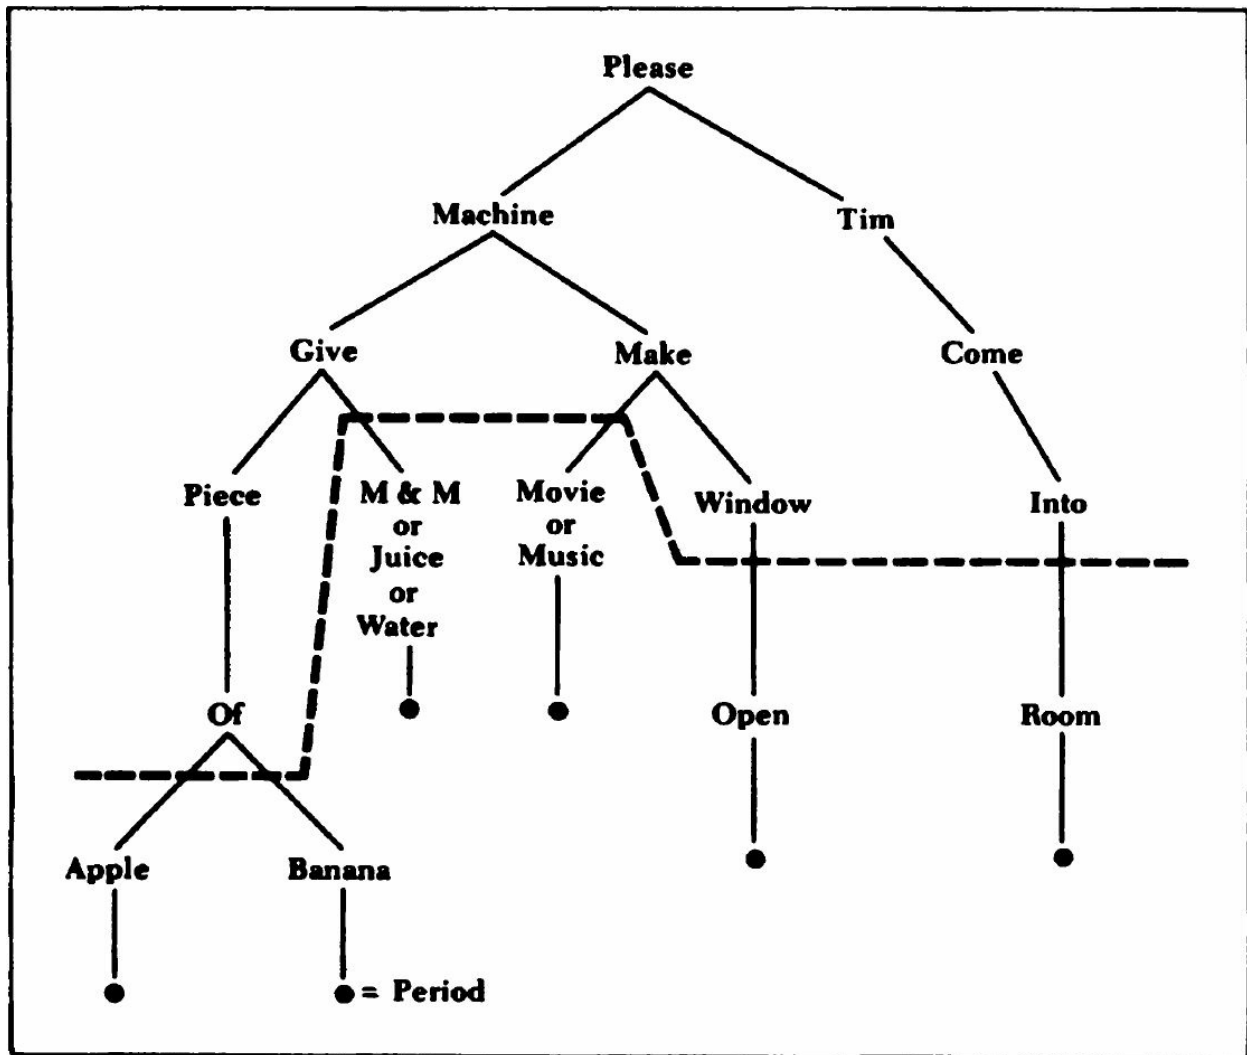 Please
Machine
Tim
Give
Make
Come
Piece
M & M
or
Juice
or
Water
Movie
or
Music
Window
Into
Of
Open
Room
Apple
Banana
= Period